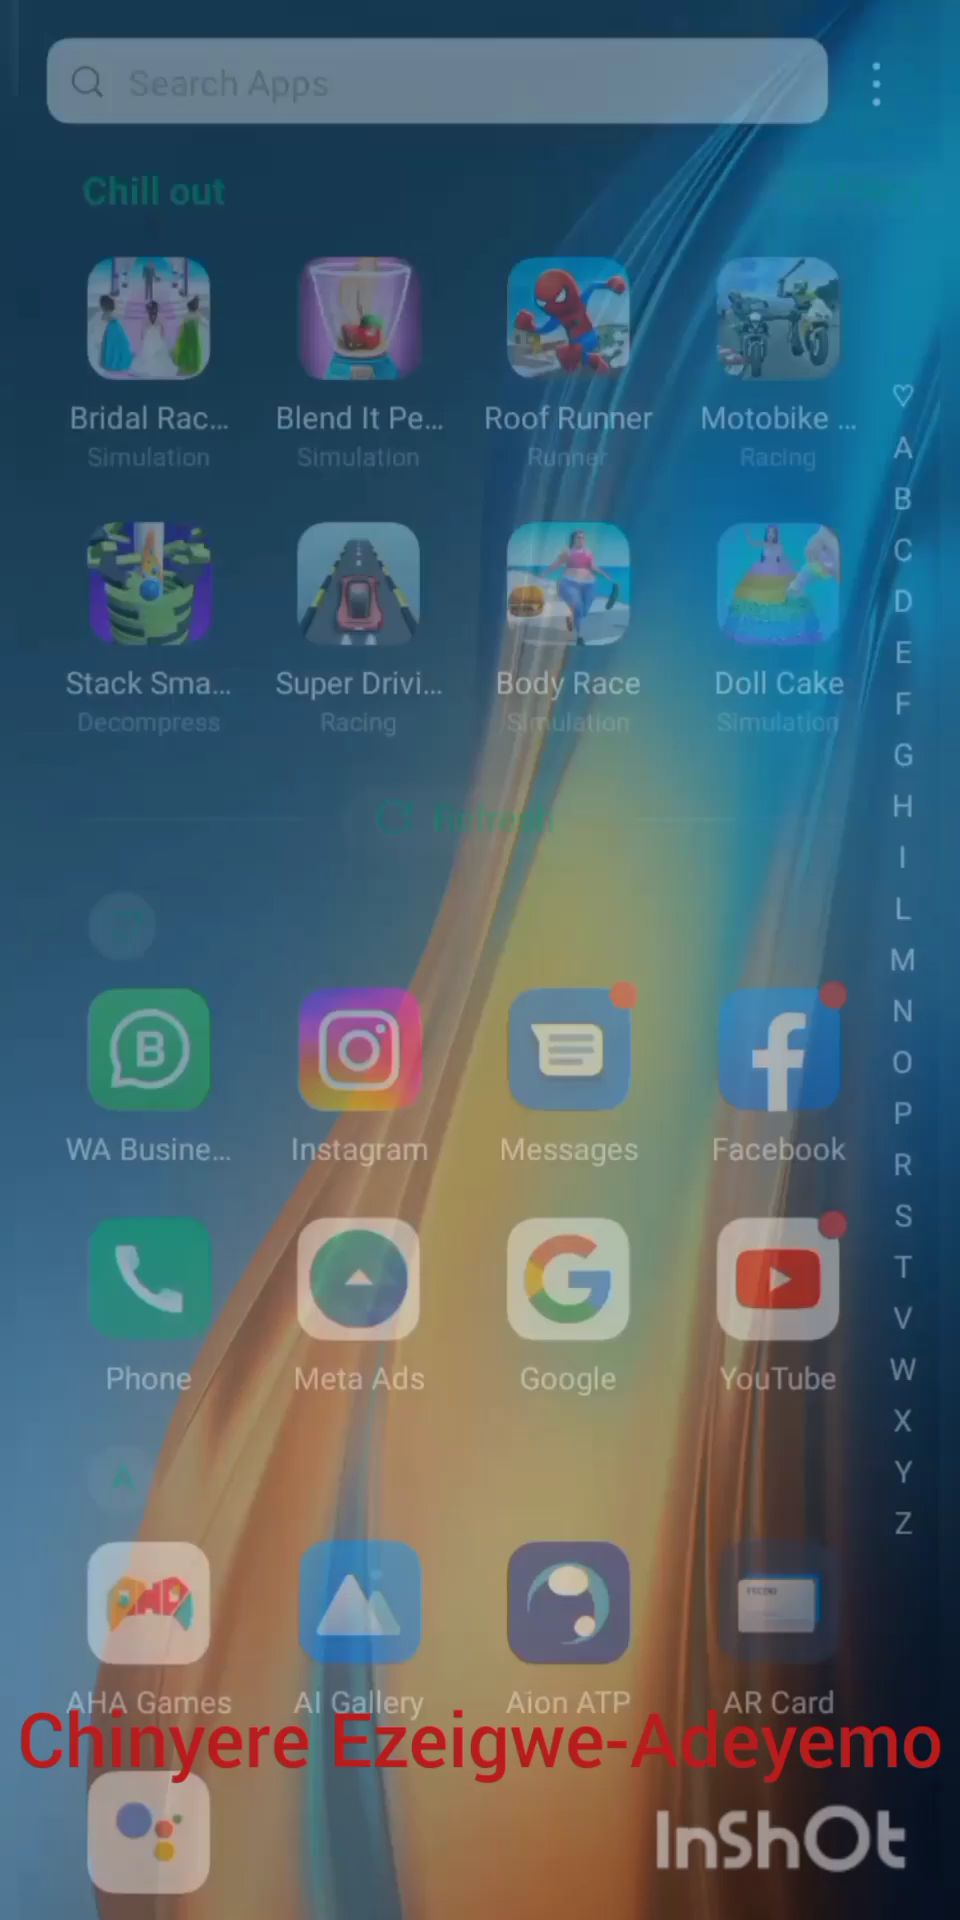 Search Apps
Chill out
Bridal Rac...
Blend It Pe...
Roof Runner
Motobike ...
Simulation
Simulation
Runner
Racing
Stack Sma...
Super Drivi...
Body Race
Doll Cake
Decompress
Racing
Simulation
Simulation
Refresh
WA Busine...
Instagram
Messages
Facebook
Phone
Meta Ads
Google
YouTube
A
AHA Games
AI Gallery
Aion ATP
AR Card
Chinyere Ezeigwe-Adeyemo
InShOt
A
B
C
D
E
F
G
H
I
L
M
N
O
P
R
S
T
V
W
X
Y
Z